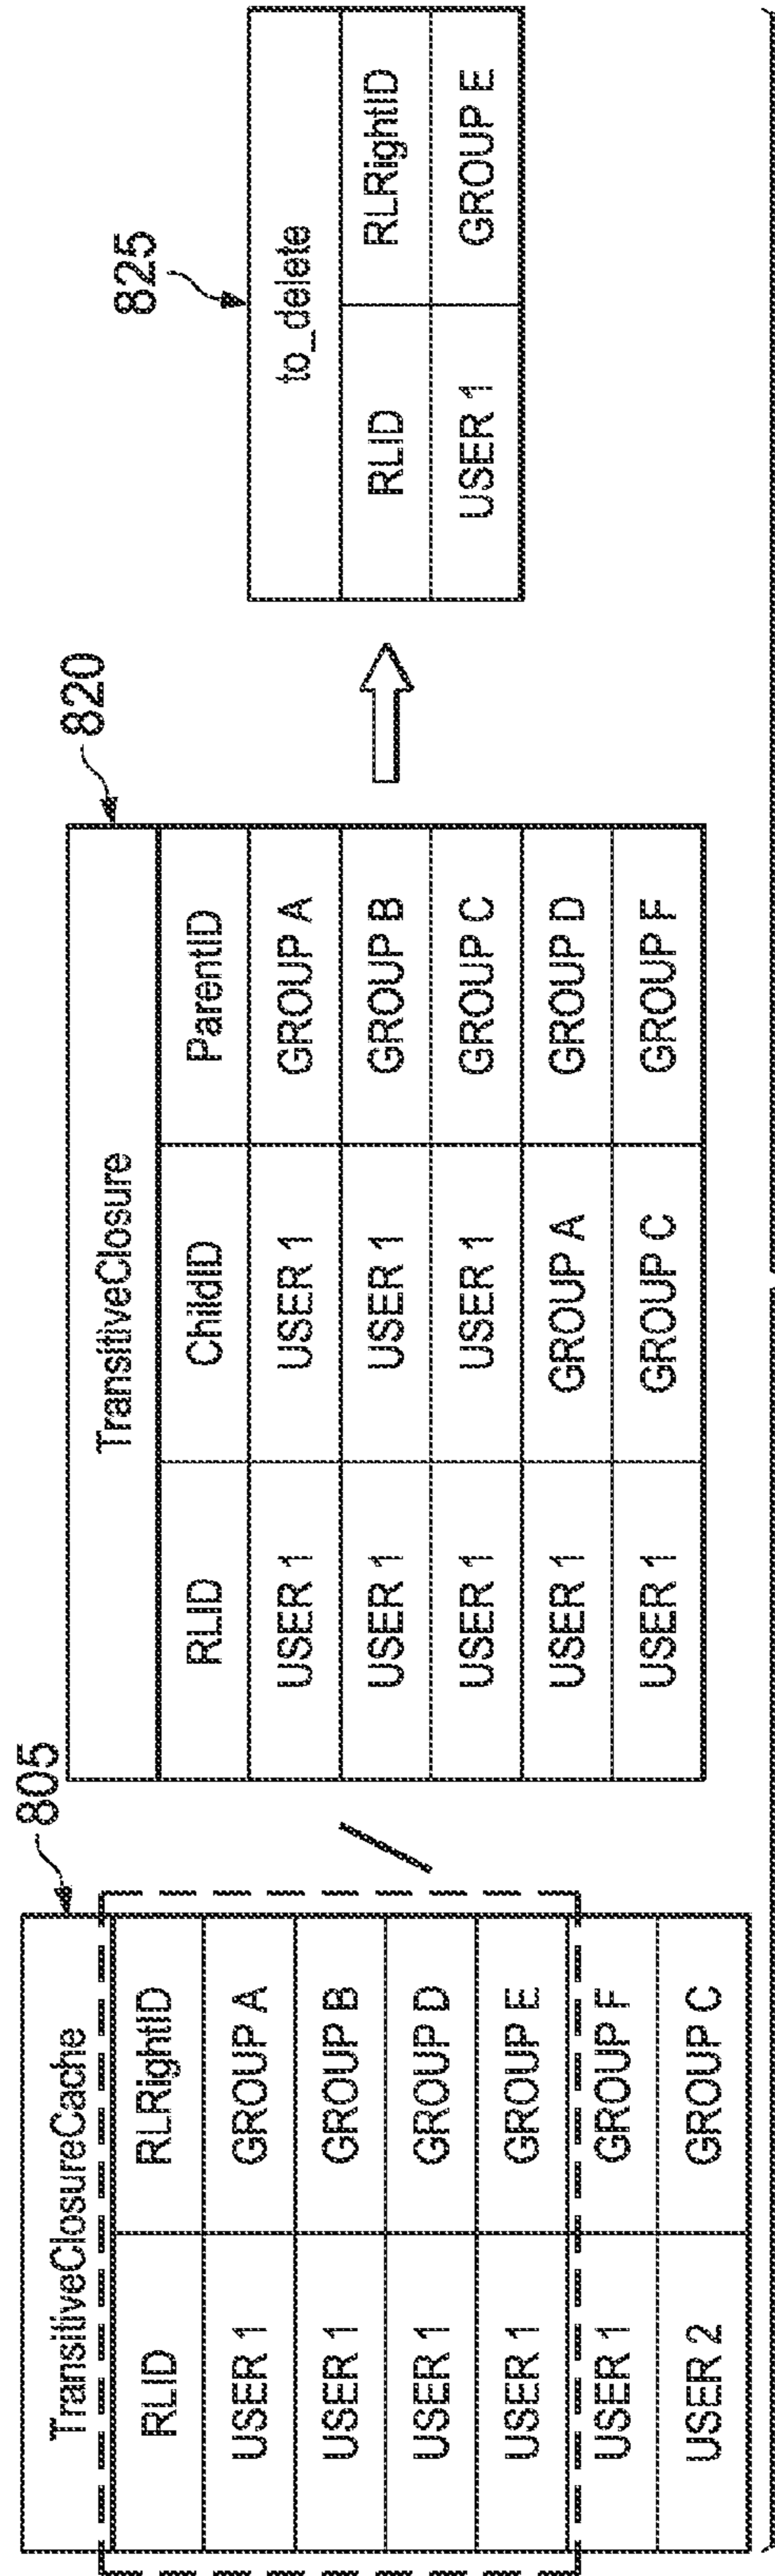 805
TransitiveClosureCache
RLID RLRightID
USER 1 GROUP A
USER 1 GROUP B
USER 1 GROUP D
USER 1 GROUP E
USER 1 GROUP F
USER 2 GROUP C
820
TransitiveClosure
RLID ChildID ParentID
USER 1 USER 1 GROUP A
USER 1 USER 1 GROUP B
USER 1 USER 1 GROUP C
USER 1 GROUP A GROUP D
USER 1 GROUP C GROUP F
825
to_delete
RLID RLRightID
USER 1 GROUP E